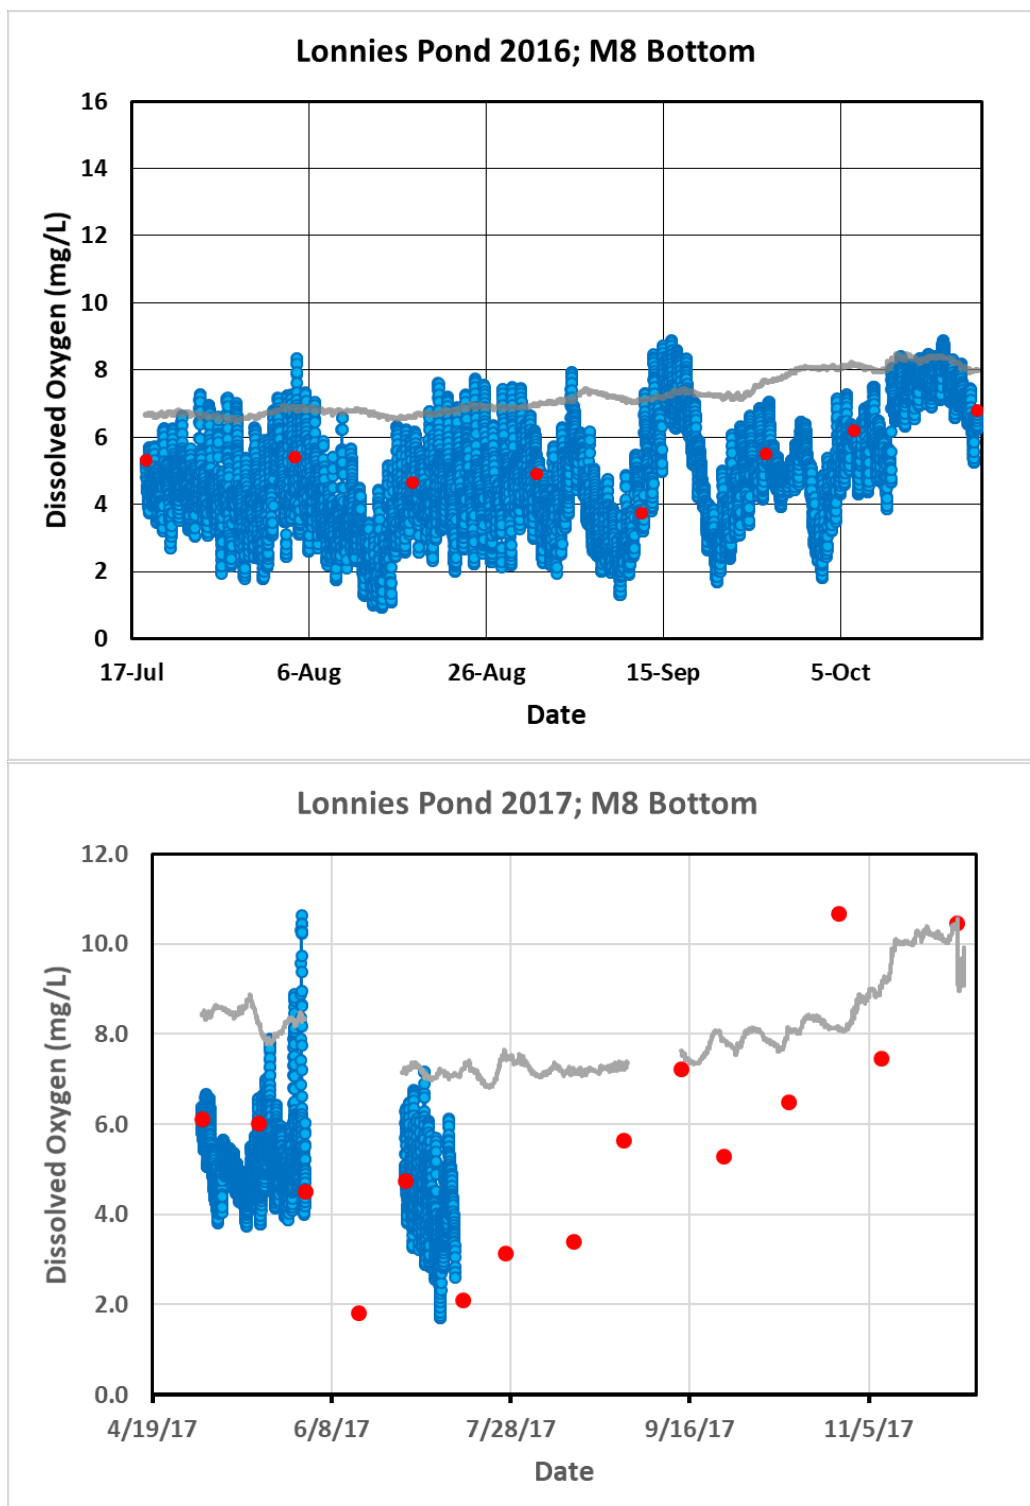 Lonnies Pond 2016; M8 Bottom
16
14
12
10
8
6
4
2
0
Dissolved Oxygen (mg/L)
17-Jul 6-Aug 26-Aug 15-Sep 5-Oct
Date
Lonnies Pond 2017; M8 Bottom
12.0
10.0
8.0
6.0
4.0
2.0
0.0
Dissolved Oxygen (mg/L)
4/19/17 6/8/17 7/28/17 9/16/17 11/5/17
Date